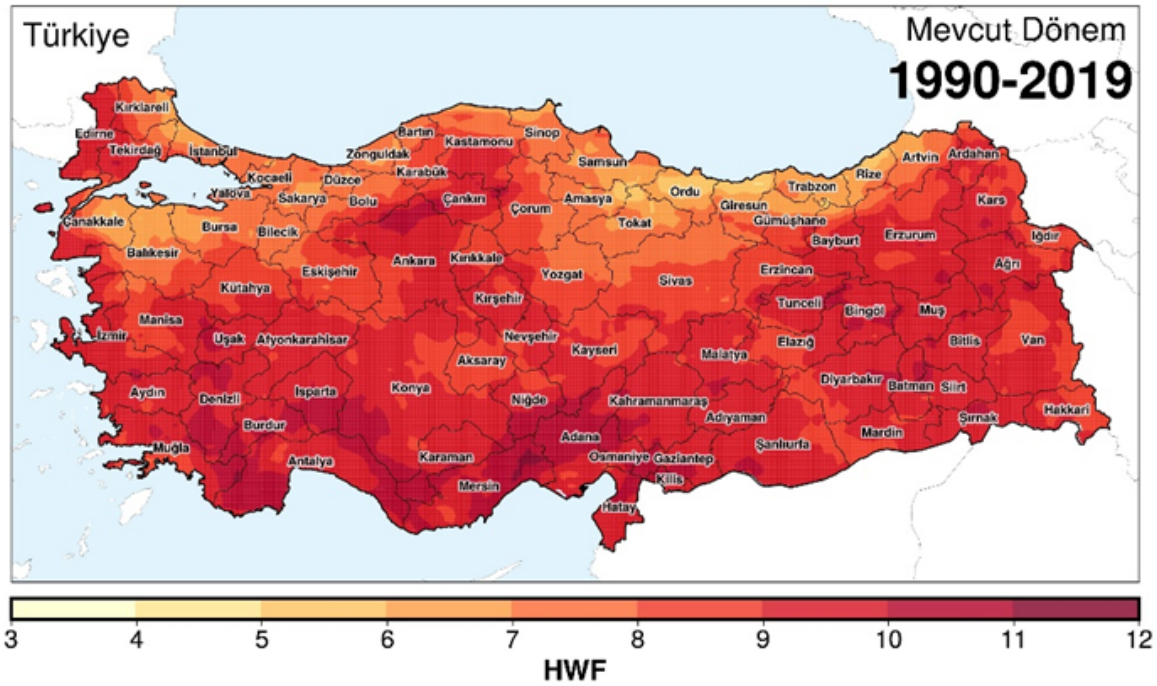 Türkiye
Mevcut Dönem
1990-2019
Kırklareli
Edirne
Tekirdağ
İstanbul
Kocaeli
Yalova
Sakarya
Düzce
Bolu
Zonguldak
Bartın
Karabük
Kastamonu
Sinop
Samsun
Çankırı
Çorum
Amasya
Tokat
Ordu
Giresun
Trabzon
Gümüşhane
Rize
Artvin
Ardahan
Kars
Bayburt
Erzurum
Iğdır
Ağrı
Çanakkale
Balıkesir
Bursa
Bilecik
Eskişehir
Kütahya
Ankara
Kırıkkale
Kırşehir
Yozgat
Sivas
Erzincan
Tunceli
Bingöl
Muş
Bitlis
Van
Manisa
İzmir
Uşak
Afyonkarahisar
Aksaray
Nevşehir
Kayseri
Malatya
Elazığ
Aydın
Denizli
Isparta
Burdur
Konya
Niğde
Kahramanmaraş
Adıyaman
Diyarbakır
Batman
Siirt
Şırnak
Hakkari
Mardin
Şanlıurfa
Muğla
Antalya
Karaman
Mersin
Adana
Osmaniye
Gaziantep
Kilis
Hatay
3 4 5 6 7 8 9 10 11 12
HWF